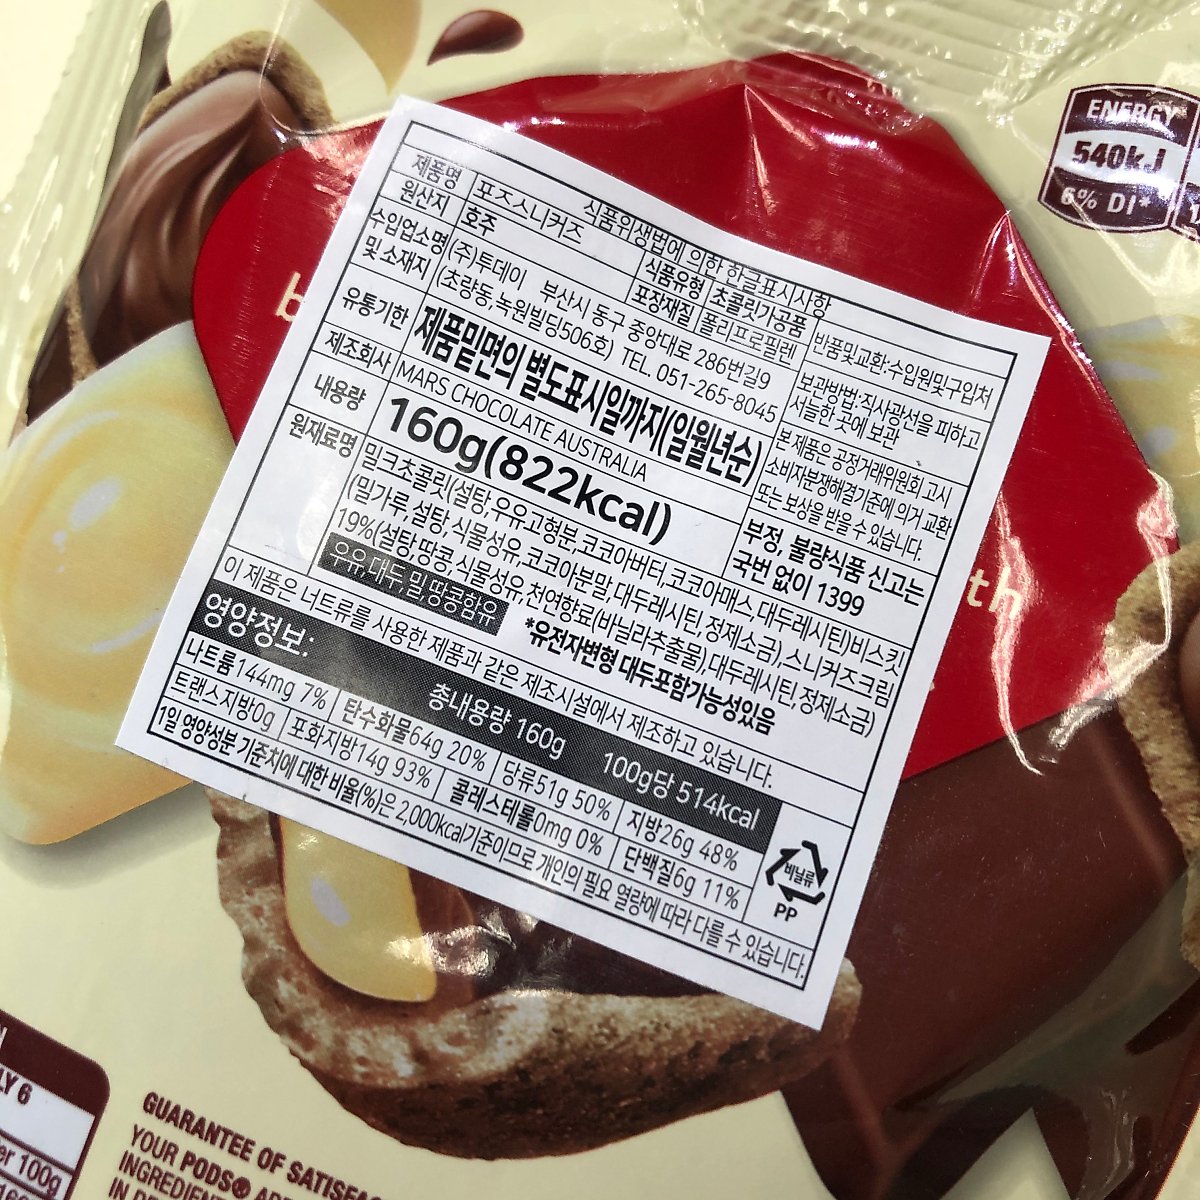 ENERGY
540kJ
6% DI*
식품위생법에 의한 한글표시사항
제품명 포즈스니커즈 식품유형 초콜릿가공품
원산지 호주 포장재질 폴리프로필렌
수입업소명 및 소재지 (주)투데이 부산시 동구 중앙대로 286번길9
(초량동, 녹원빌딩506호) TEL. 051-265-8045
유통기한 제품밑면의 별도표시일까지(일월년순)
제조회사 MARS CHOCOLATE AUSTRALIA
내용량 160g(822kcal)
반품및교환:수입원및구입처
보관방법:직사광선을 피하고
서늘한 곳에 보관
본 제품은 공정거래위원회 고시
소비자분쟁해결기준에 의거 교환
또는 보상을 받을 수 있습니다.
부정, 불량식품 신고는
국번 없이 1399
원재료명 밀크초콜릿(설탕,우유고형분,코코아버터,코코아매스,대두레시틴)비스킷
(밀가루, 설탕, 식물성유, 코코아분말, 대두레시틴, 정제소금),스니커즈크림
19%(설탕,땅콩,식물성유,천연향료(바닐라추출물),대두레시틴,정제소금)
우유,대두,밀,땅콩함유 *유전자변형 대두포함가능성있음
이 제품은 너트류를 사용한 제품과 같은 제조시설에서 제조하고 있습니다.
영양정보: 총내용량 160g 100g당 514kcal
나트륨144mg 7% 탄수화물64g 20% 당류51g 50% 지방26g 48%
트랜스지방0g 포화지방14g 93% 콜레스테롤0mg 0% 단백질6g 11%
1일 영양성분 기준치에 대한 비율(%)은 2,000kcal기준이므로 개인의 필요 열량에 따라 다를 수 있습니다.
비닐류
PP
th
LY 6
er 100g
GUARANTEE OF SATISFAC
YOUR PODS®
INGREDIENT